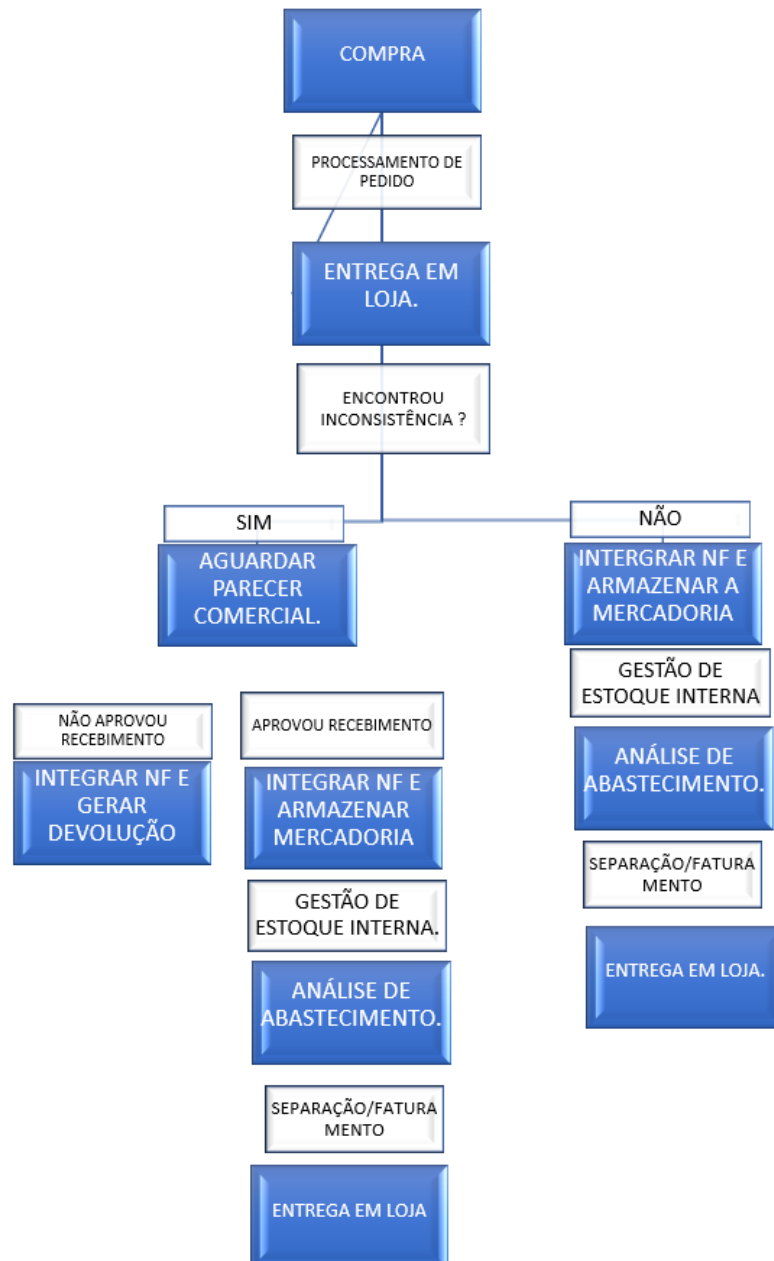 COMPRA
PROCESSAMENTO DE
PEDIDO
ENTREGA EM
LOJA.
ENCONTROU
INCONSISTÊNCIA ?
SIM
AGUARDAR
PARECER
COMERCIAL.
NÃO
INTERGRAR NF E
ARMAZENAR A
MERCADORIA
GESTÃO DE
ESTOQUE INTERNA
ANÁLISE DE
ABASTECIMENTO.
SEPARAÇÃO/FATURA
MENTO
ENTREGA EM LOJA.
NÃO APROVOU
RECEBIMENTO
INTEGRAR NF E
GERAR
DEVOLUÇÃO
APROVOU RECEBIMENTO
INTEGRAR NF E
ARMAZENAR
MERCADORIA
GESTÃO DE
ESTOQUE INTERNA.
ANÁLISE DE
ABASTECIMENTO.
SEPARAÇÃO/FATURA
MENTO
ENTREGA EM LOJA